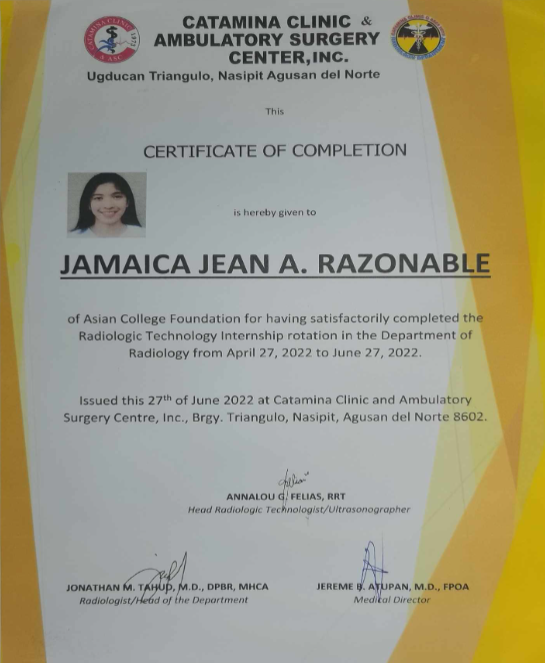 CATAMINA CLINIC &
AMBULATORY SURGERY
CENTER,INC.
Ugducan Triangulo, Nasipit Agusan del Norte
This
CERTIFICATE OF COMPLETION
is hereby given to
JAMAICA JEAN A. RAZONABLE
of Asian College Foundation for having satisfactorily completed the
Radiologic Technology Internship rotation in the Department of
Radiology from April 27, 2022 to June 27, 2022.
Issued this 27th of June 2022 at Catamina Clinic and Ambulatory
Surgery Centre, Inc., Brgy. Triangulo, Nasipit, Agusan del Norte 8602.
ANNALOU G. FELIAS, RRT
Head Radiologic Technologist/Ultrasonographer
JONATHAN M. TAHUD, M.D., DPBR, MHCA
Radiologist/Head of the Department
JEREME B. ATUPAN, M.D., FPOA
Medical Director